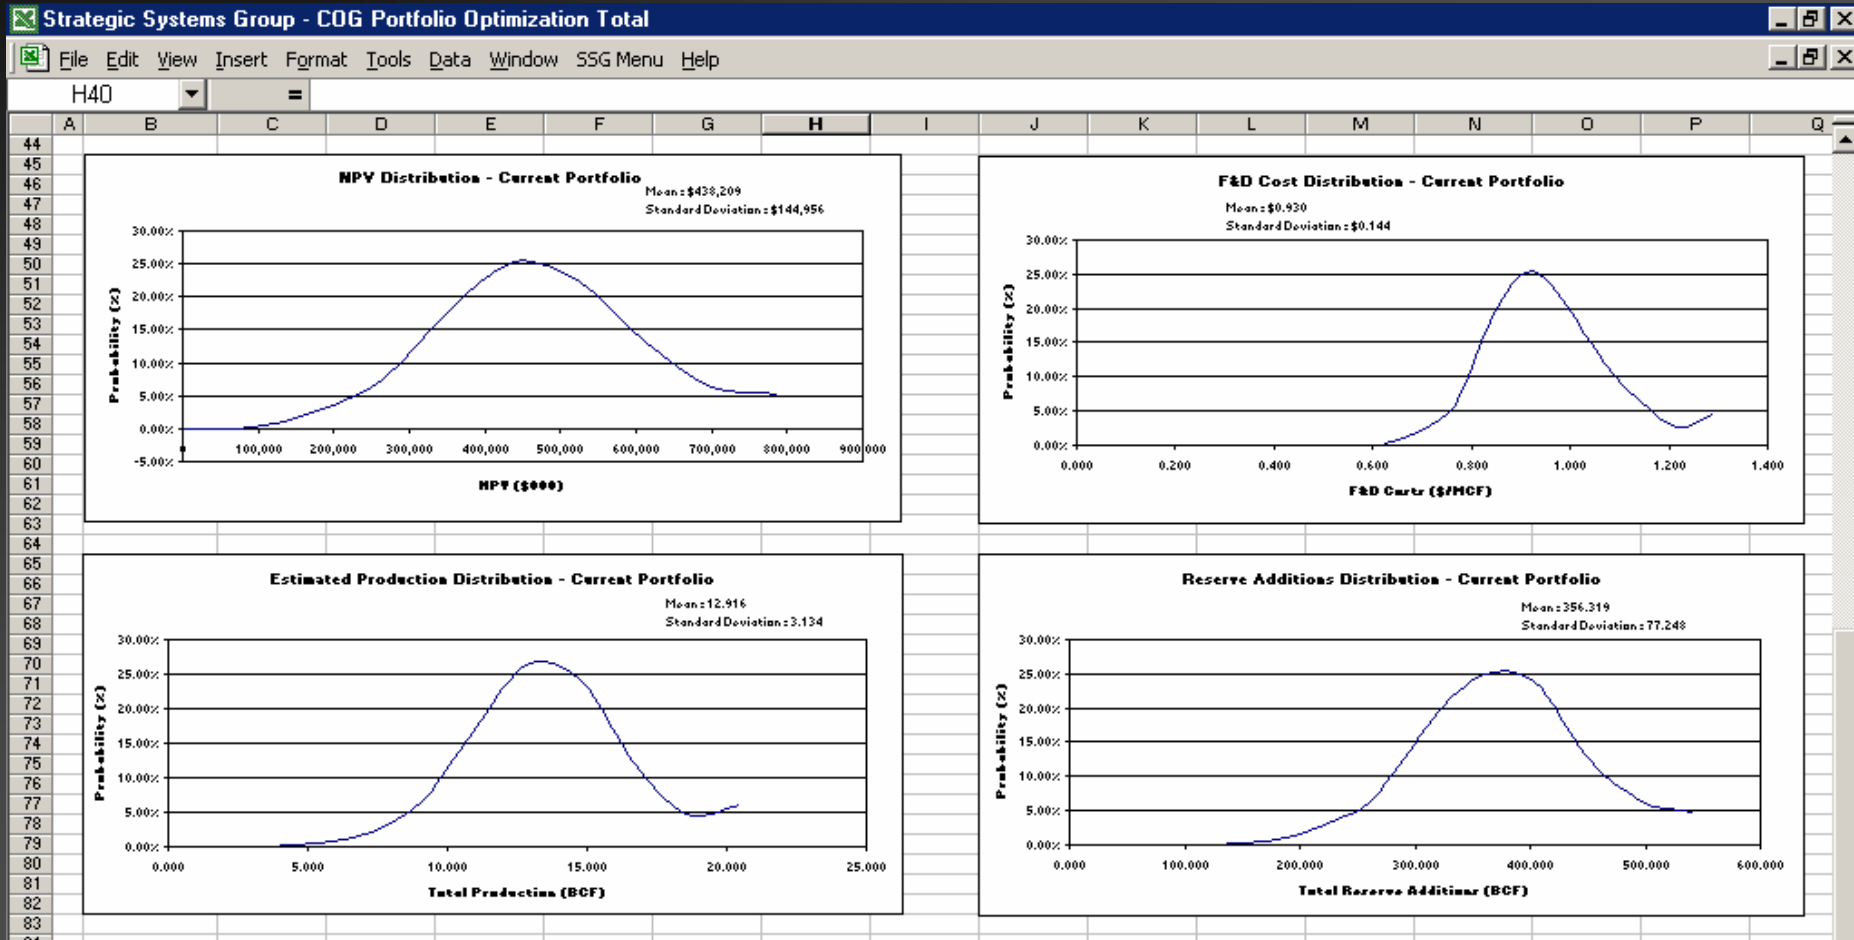 Strategic Systems Group - COG Portfolio Optimization Total
File Edit View Insert Format Tools Data Window SSG Menu Help
H40 =
A B C D E F G H I J K L M N O P Q
44
45
46
47
48
49
50
51
52
53
54
55
56
57
58
59
60
61
62
63
64
65
66
67
68
69
70
71
72
73
74
75
76
77
78
79
80
81
82
83
NPV Distribution - Current Portfolio
Mean: $438,209
Standard Deviation: $144,956
30.00%
25.00%
20.00%
15.00%
10.00%
5.00%
0.00%
-5.00%
Probability (%)
100,000 200,000 300,000 400,000 500,000 600,000 700,000 800,000 900,000
NPV ($000)
F&D Cost Distribution - Current Portfolio
Mean: $0.930
Standard Deviation: $0.144
30.00%
25.00%
20.00%
15.00%
10.00%
5.00%
0.00%
Probability (%)
0.000 0.200 0.400 0.600 0.800 1.000 1.200 1.400
F&D Costs ($/MCF)
Estimated Production Distribution - Current Portfolio
Mean: 12.916
Standard Deviation: 3.134
30.00%
25.00%
20.00%
15.00%
10.00%
5.00%
0.00%
Probability (%)
0.000 5.000 10.000 15.000 20.000 25.000
Total Production (BCF)
Reserve Additions Distribution - Current Portfolio
Mean: 356.319
Standard Deviation: 77.248
30.00%
25.00%
20.00%
15.00%
10.00%
5.00%
0.00%
Probability (%)
0.000 100.000 200.000 300.000 400.000 500.000 600.000
Total Reserve Additions (BCF)